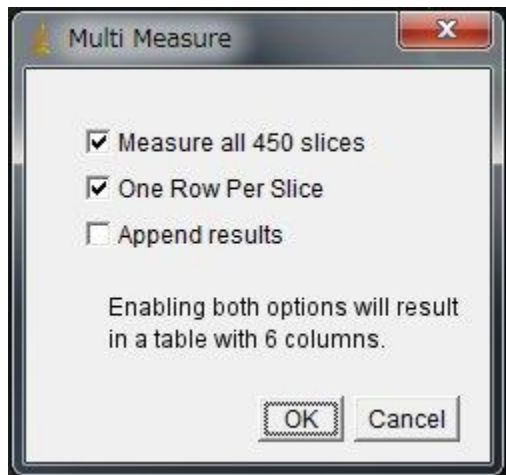 Multi Measure
Measure all 450 slices
One Row Per Slice
Append results
Enabling both options will result
in a table with 6 columns.
OK Cancel